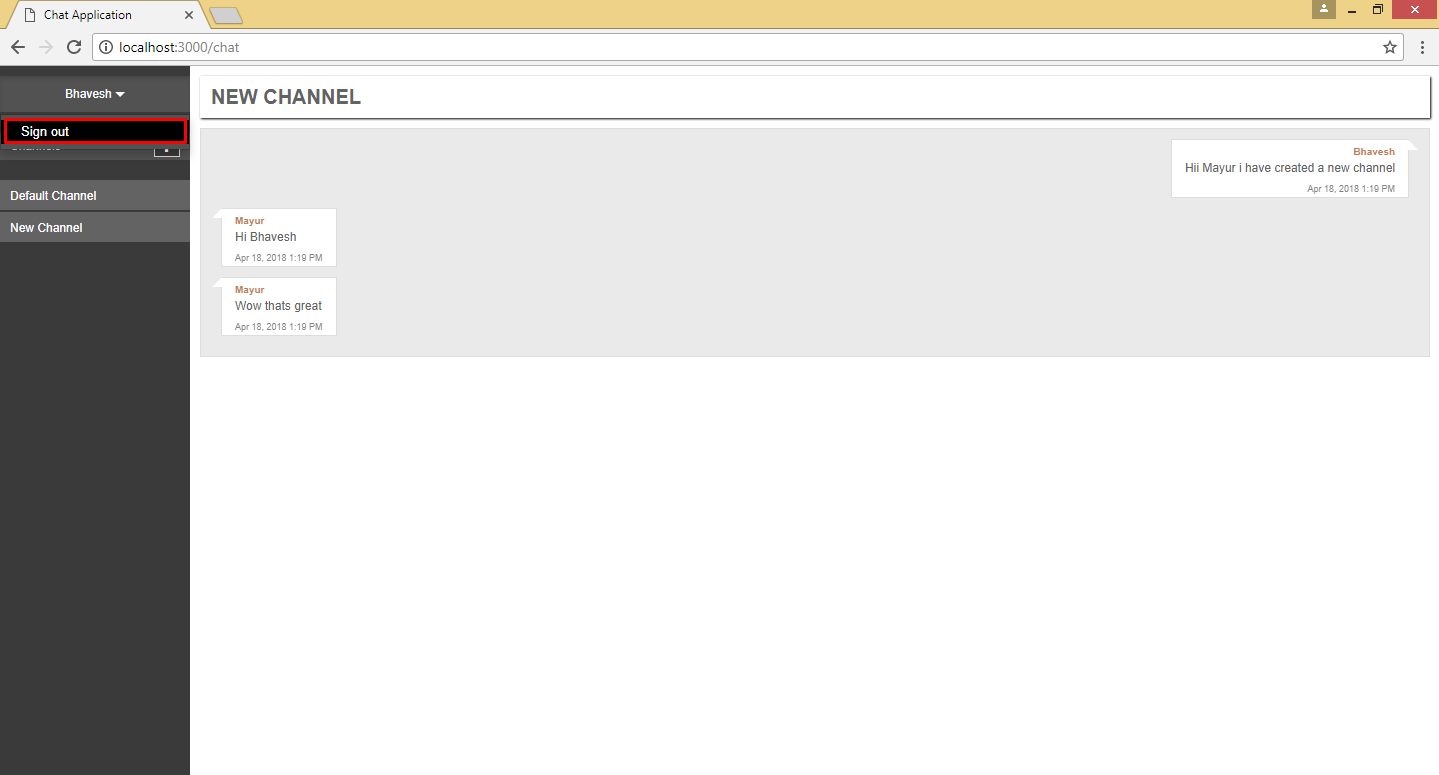 Chat Application
localhost:3000/chat
Bhavesh
Sign out
Default Channel
New Channel
NEW CHANNEL
Bhavesh
Hii Mayur i have created a new channel
Apr 18, 2018 1:19 PM
Mayur
Hi Bhavesh
Apr 18, 2018 1:19 PM
Mayur
Wow thats great
Apr 18, 2018 1:19 PM